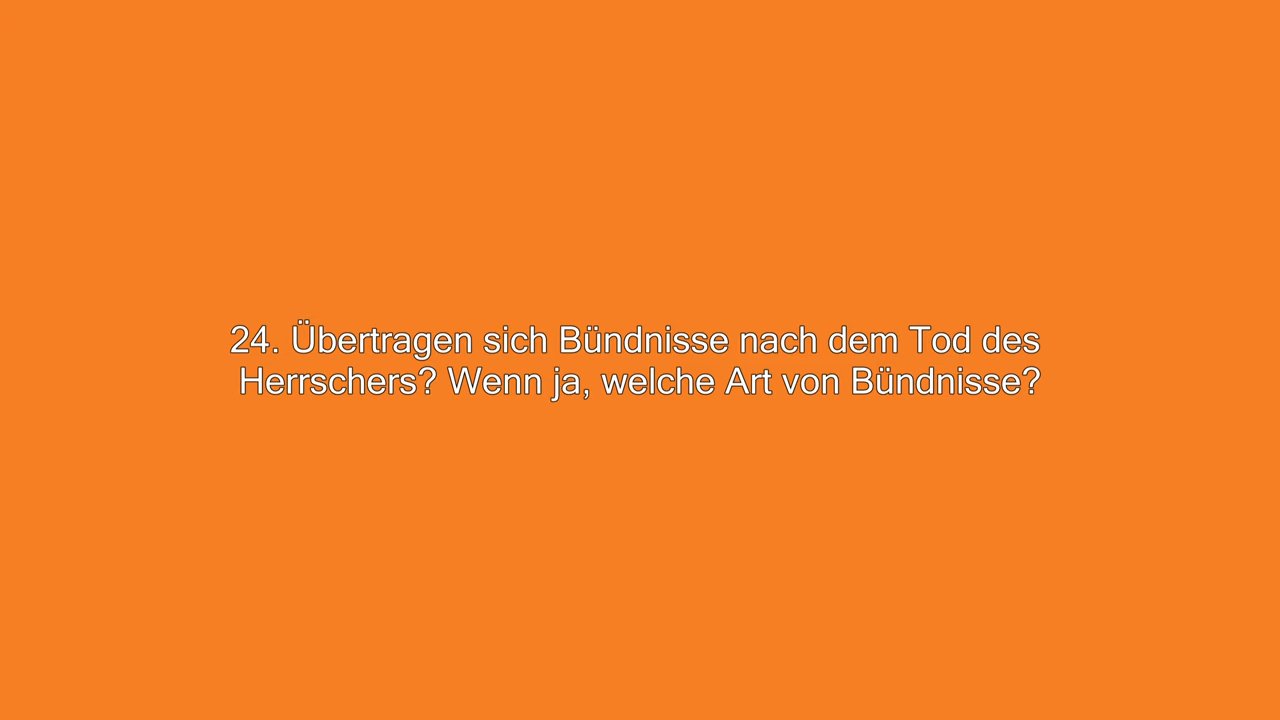 24. Übertragen sich Bündnisse nach dem Tod des
Herrschers? Wenn ja, welche Art von Bündnisse?